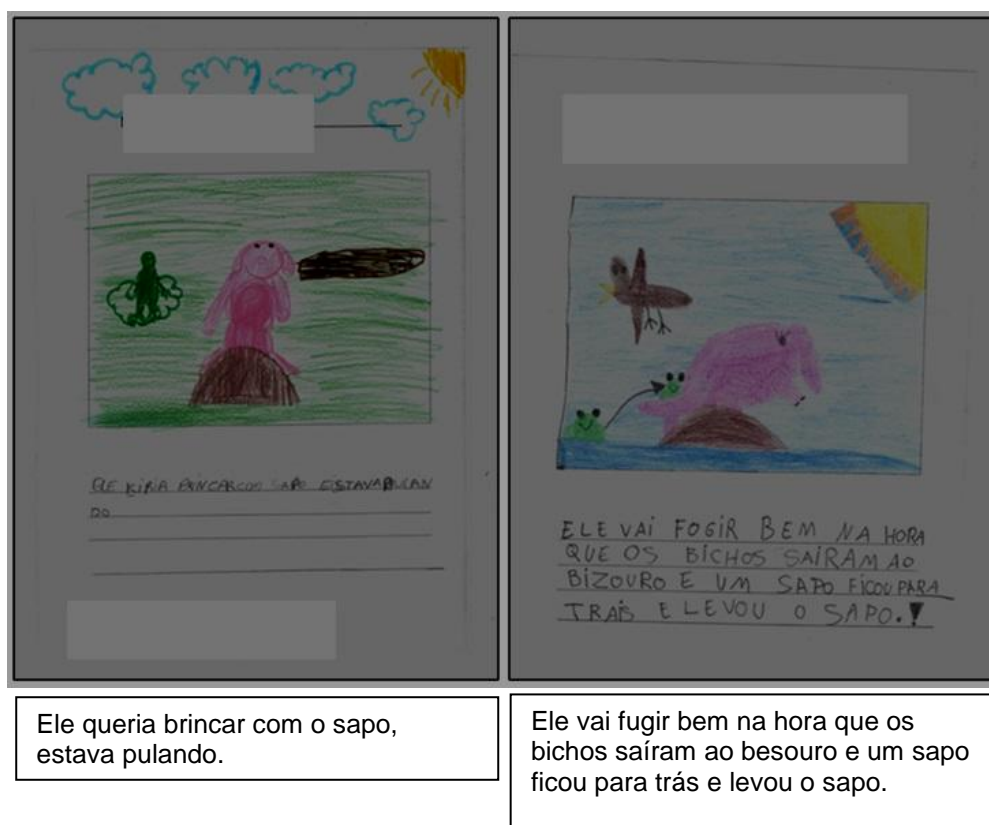 ELE KIRIA BRINCARCOO SAPO EISTAVAPULAN
DO
ELE VAI FOGIR BEM NA HORA
QUE OS BICHOS SAÍRAM AO
BIZOURO E UM SAPO FICOU PARA
TRAIS E LEVOU O SAPO.!
Ele queria brincar com o sapo,
estava pulando.
Ele vai fugir bem na hora que os
bichos saíram ao besouro e um sapo
ficou para trás e levou o sapo.